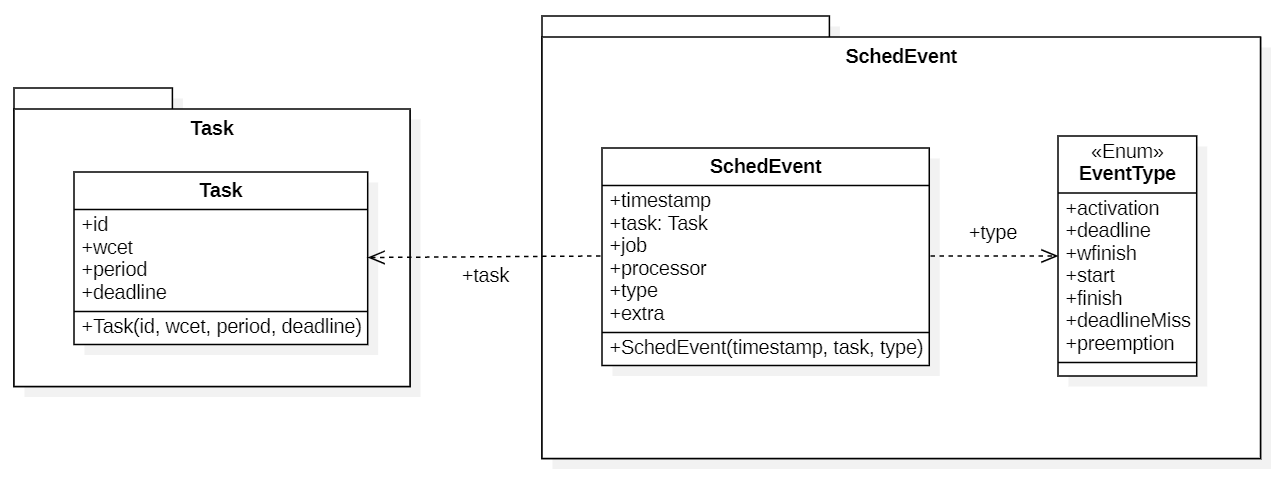 Task
Task
+id
+wcet
+period
+deadline
+Task(id, wcet, period, deadline)
+task
SchedEvent
SchedEvent
+timestamp
+task: Task
+job
+processor
+type
+extra
+SchedEvent(timestamp, task, type)
+type
«Enum»
EventType
+activation
+deadline
+wfinish
+start
+finish
+deadlineMiss
+preemption